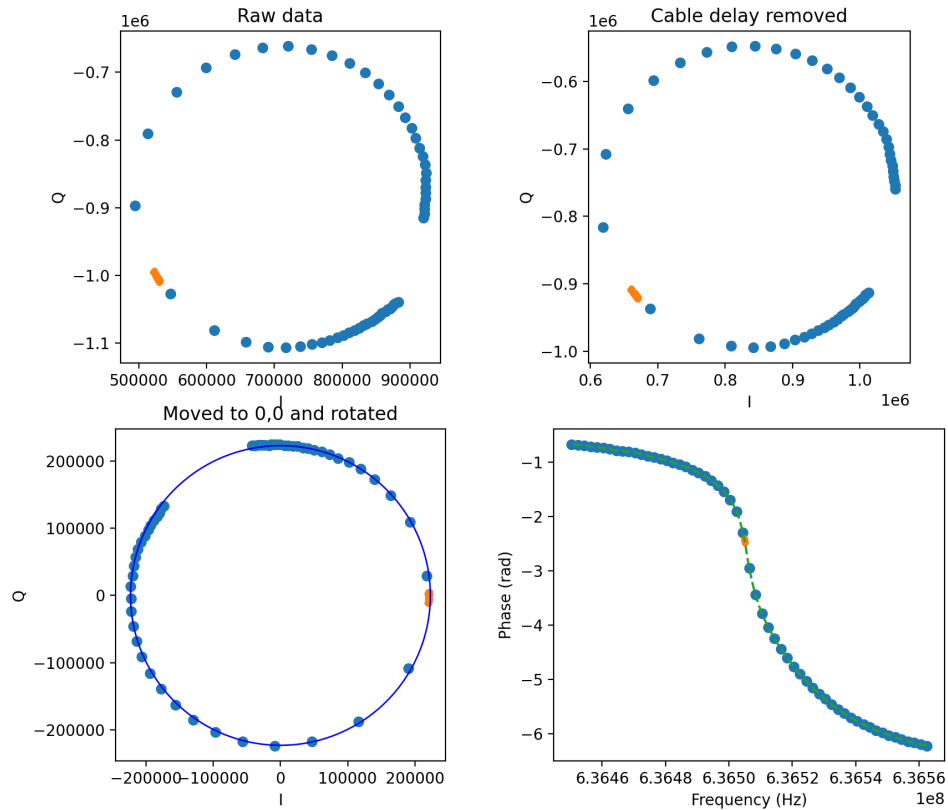 Raw data
Cable delay removed
1e6
1e6
−0.7
−0.8
−0.9
−1.0
−1.1
Q
500000 600000 700000 800000 900000
I
−0.6
−0.7
−0.8
−0.9
−1.0
Q
0.6 0.7 0.8 0.9 1.0
I
1e6
Moved to 0,0 and rotated
200000
100000
0
−100000
−200000
Q
−200000 −100000 0 100000 200000
I
−1
−2
−3
−4
−5
−6
Phase (rad)
6.3646 6.3648 6.3650 6.3652 6.3654 6.3656
Frequency (Hz)
1e8